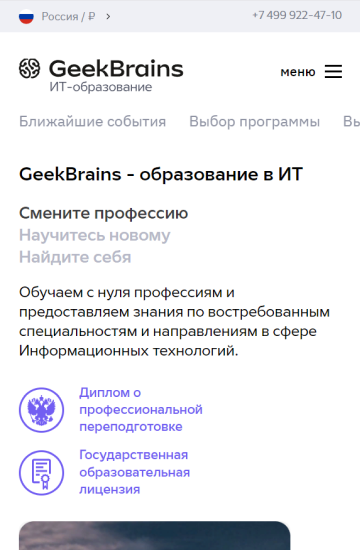 Россия / ₽
+7 499 922-47-10
GeekBrains
ИТ-образование
меню
Ближайшие события Выбор программы Вы
GeekBrains - образование в ИТ
Смените профессию
Научитесь новому
Найдите себя
Обучаем с нуля профессиям и
предоставляем знания по востребованным
специальностям и направлениям в сфере
Информационных технологий.
Диплом о
профессиональной
переподготовке
Государственная
образовательная
лицензия